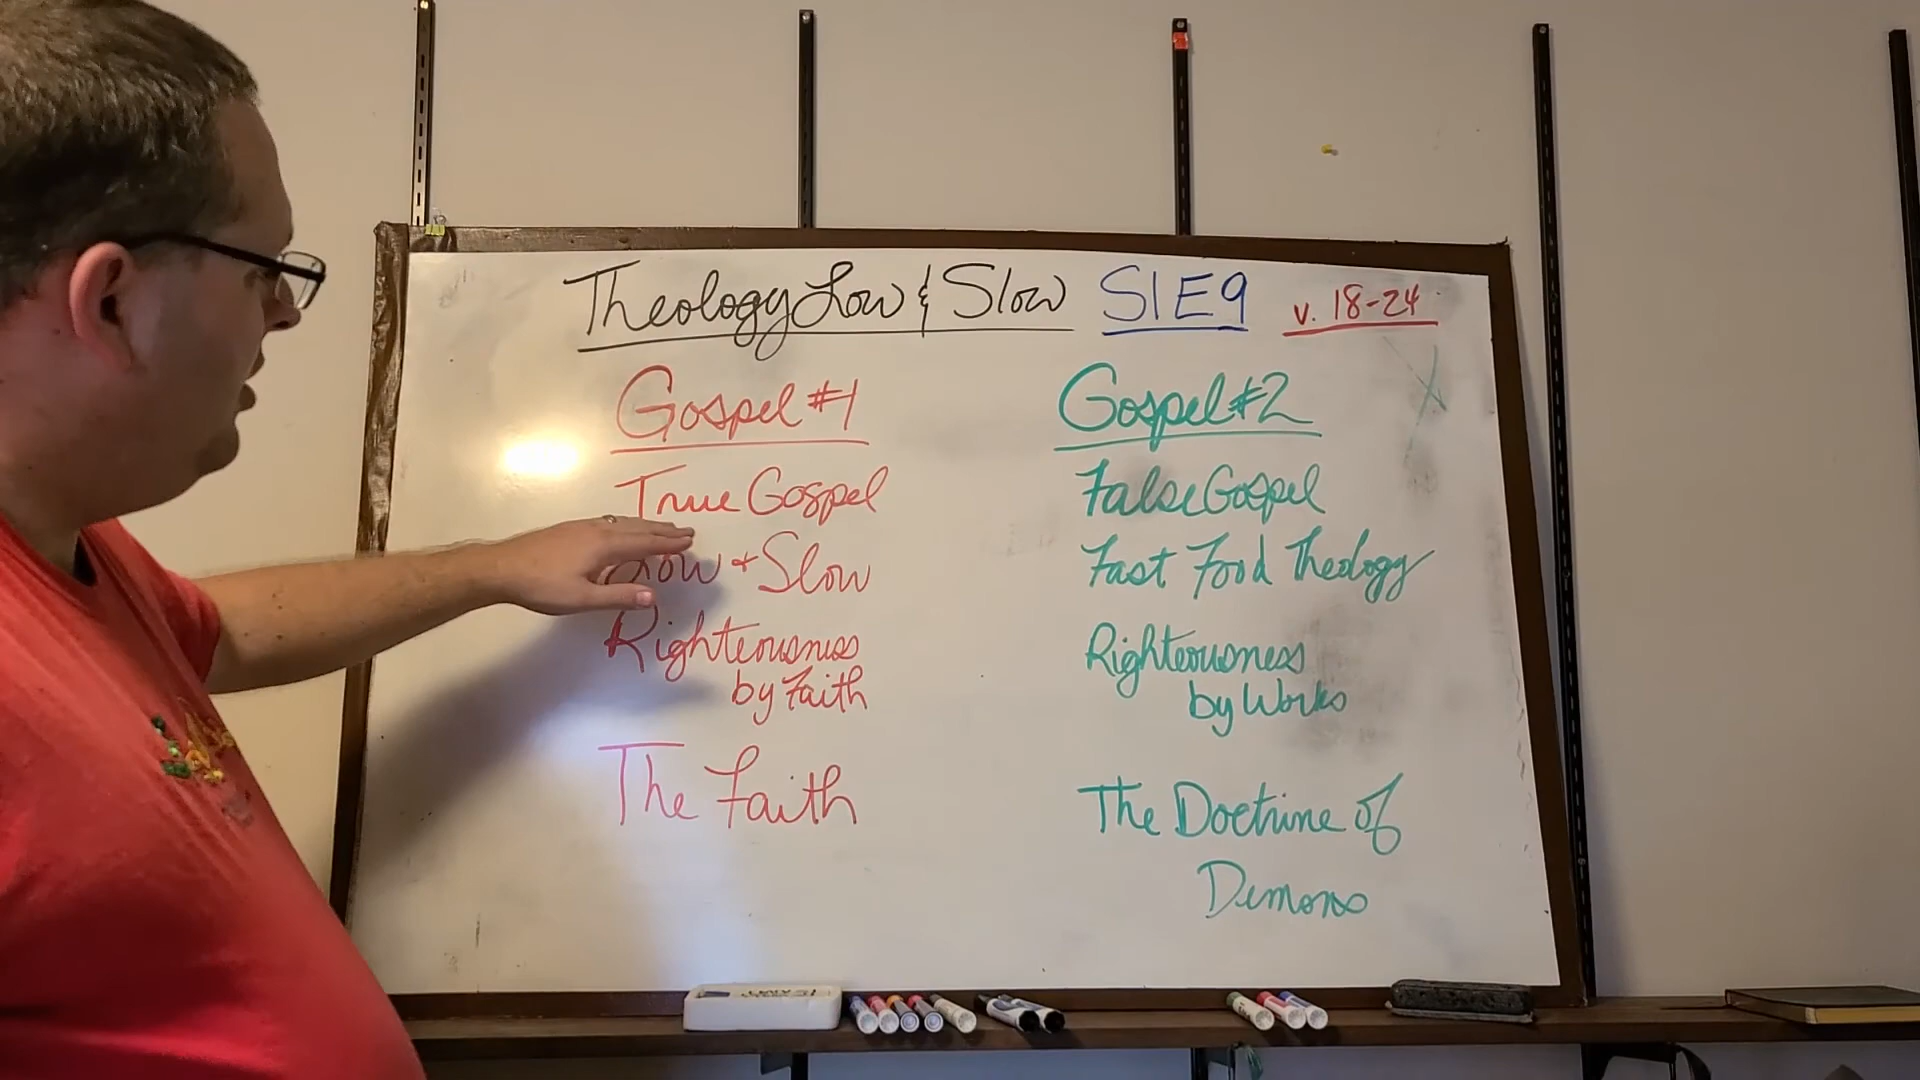 Theology Low & Slow S1E9 v. 18-24
Gospel #1
True Gospel
Low + Slow
Righteousness
by Faith
The Faith
Gospel #2
False Gospel
Fast Food Theology
Righteousness
by Works
The Doctrine of
Demons